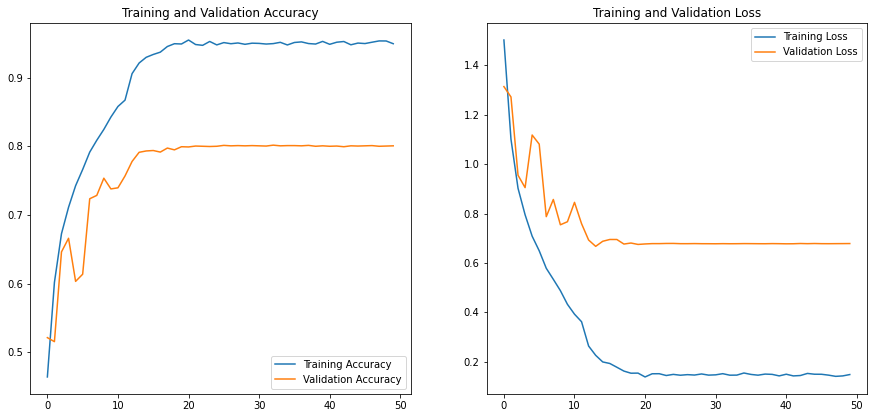 Training and Validation Accuracy
0.9
0.8
0.7
0.6
0.5
0 10 20 30 40 50
Training Accuracy
Validation Accuracy
Training and Validation Loss
1.4
1.2
1.0
0.8
0.6
0.4
0.2
0 10 20 30 40 50
Training Loss
Validation Loss